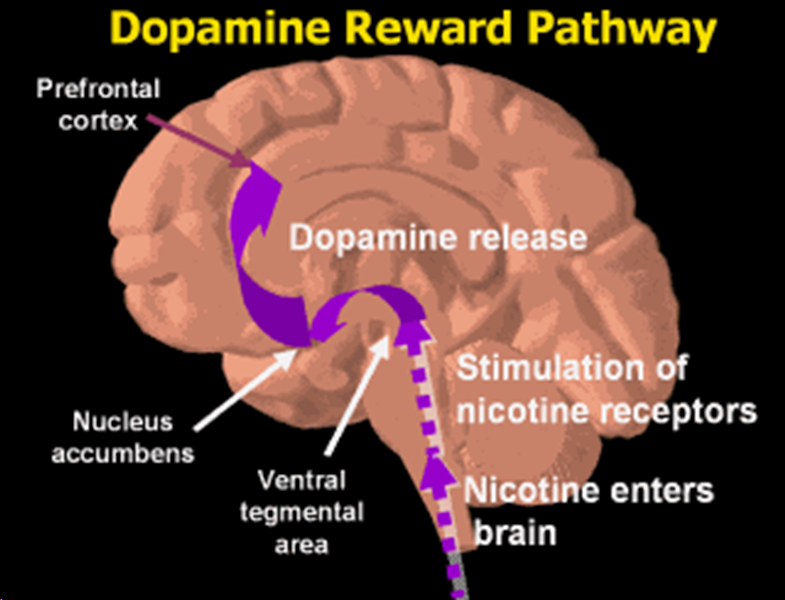 Dopamine Reward Pathway
Prefrontal
cortex
Dopamine release
Stimulation of
nicotine receptors
Nucleus
accumbens
Ventral
tegmental
area
Nicotine enters
brain